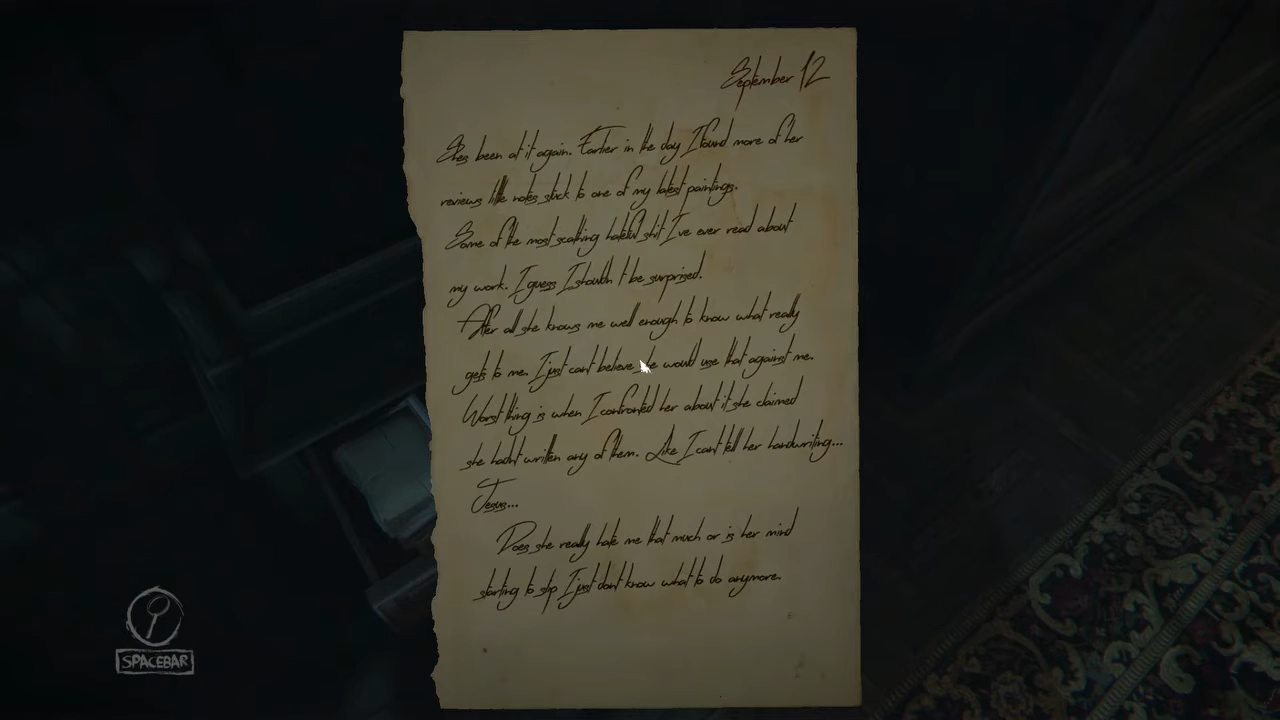 September 12
Shes been at it again. Earlier in the day I found more of her
reviews little notes stuck to one of my latest paintings.
Some of the most scathing hateful shit I've ever read about
my work. I guess I shouldn t be surprised.
After all she knows me well enough to know what really
gets to me. I just cant believe she would use that against me.
Worst thing is when I confronted her about it she claimed
she hadnt written any of them. Like I cant tell her handwriting...
Jesus...
Does she really hate me that much or is her mind
starting to slip I just dont know what to do anymore.
SPACEBAR